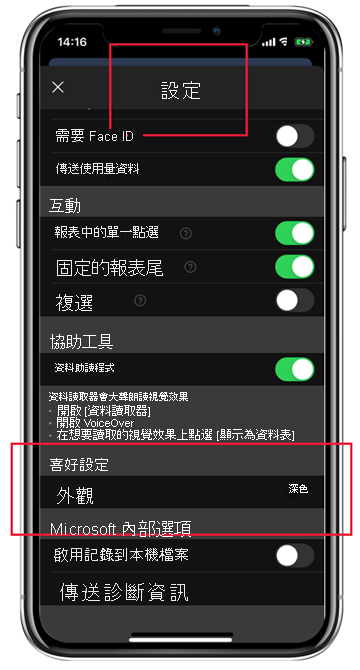 14:16
設定
需要 Face ID
傳送使用量資料
互動
報表中的單一點選 ?
固定的報表尾 ?
複選 ?
協助工具
資料助讀程式
資料讀取器會大聲朗讀視覺效果
• 開啟 [資料讀取器]
• 開啟 VoiceOver
• 在想要讀取的視覺效果上點選 [顯示為資料表]
喜好設定
外觀 深色
Microsoft 內部選項
啟用記錄到本機檔案
傳送診斷資訊